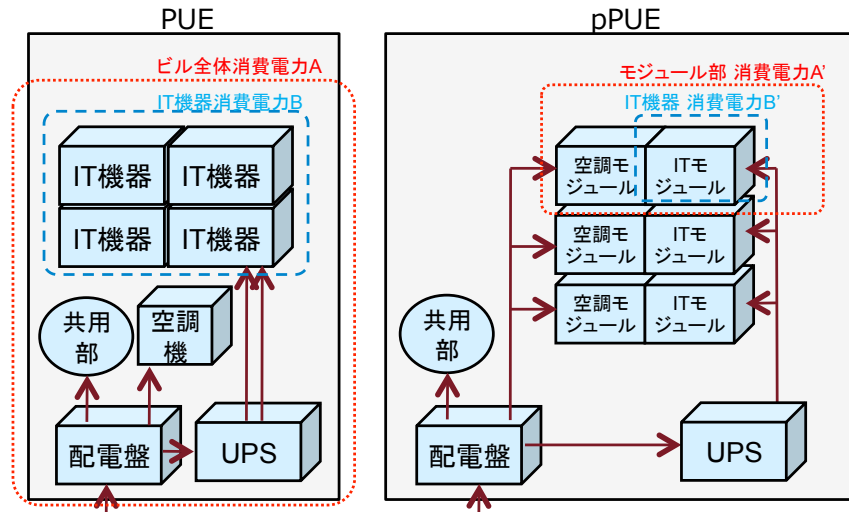 PUE
ビル全体消費電力A
IT機器消費電力B
IT機器
IT機器
IT機器
IT機器
共用
部
空調
機
配電盤
UPS
pPUE
モジュール部 消費電力A'
IT機器 消費電力B'
空調モ
ジュール
ITモ
ジュール
空調モ
ジュール
ITモ
ジュール
空調モ
ジュール
ITモ
ジュール
共用
部
配電盤
UPS